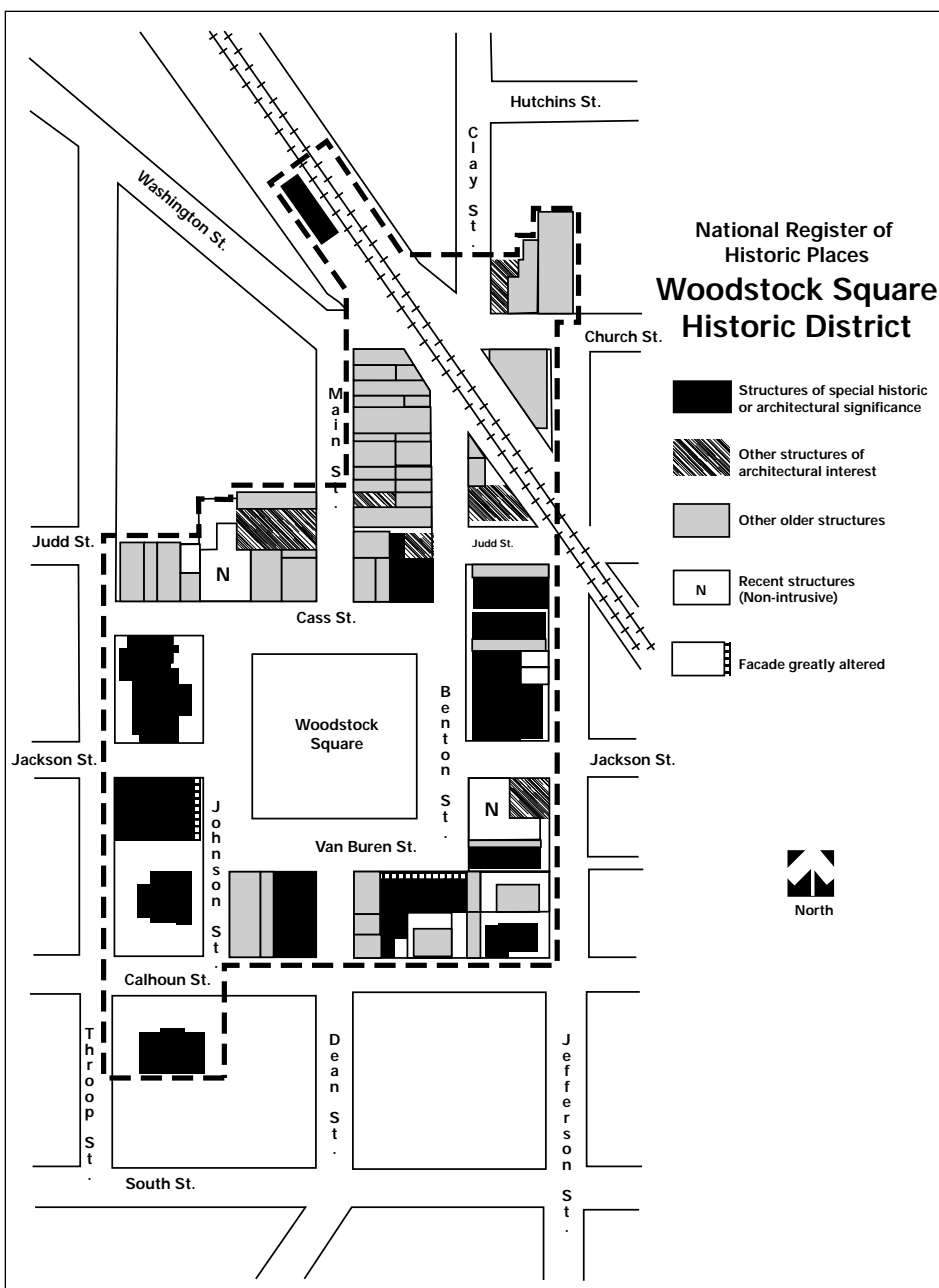 Hutchins St.
Clay St.
Washington St.
National Register of
Historic Places
Woodstock Square
Historic District
Church St.
Structures of special historic
or architectural significance
Main St.
Other structures of
architectural interest
Other older structures
Judd St.
Judd St.
N
N
Recent structures
(Non-intrusive)
Cass St.
Facade greatly altered
Benton St.
Woodstock
Square
Jackson St.
Jackson St.
Johnson St.
N
Van Buren St.
North
Calhoun St.
Throop St.
Dean St.
Jefferson St.
South St.